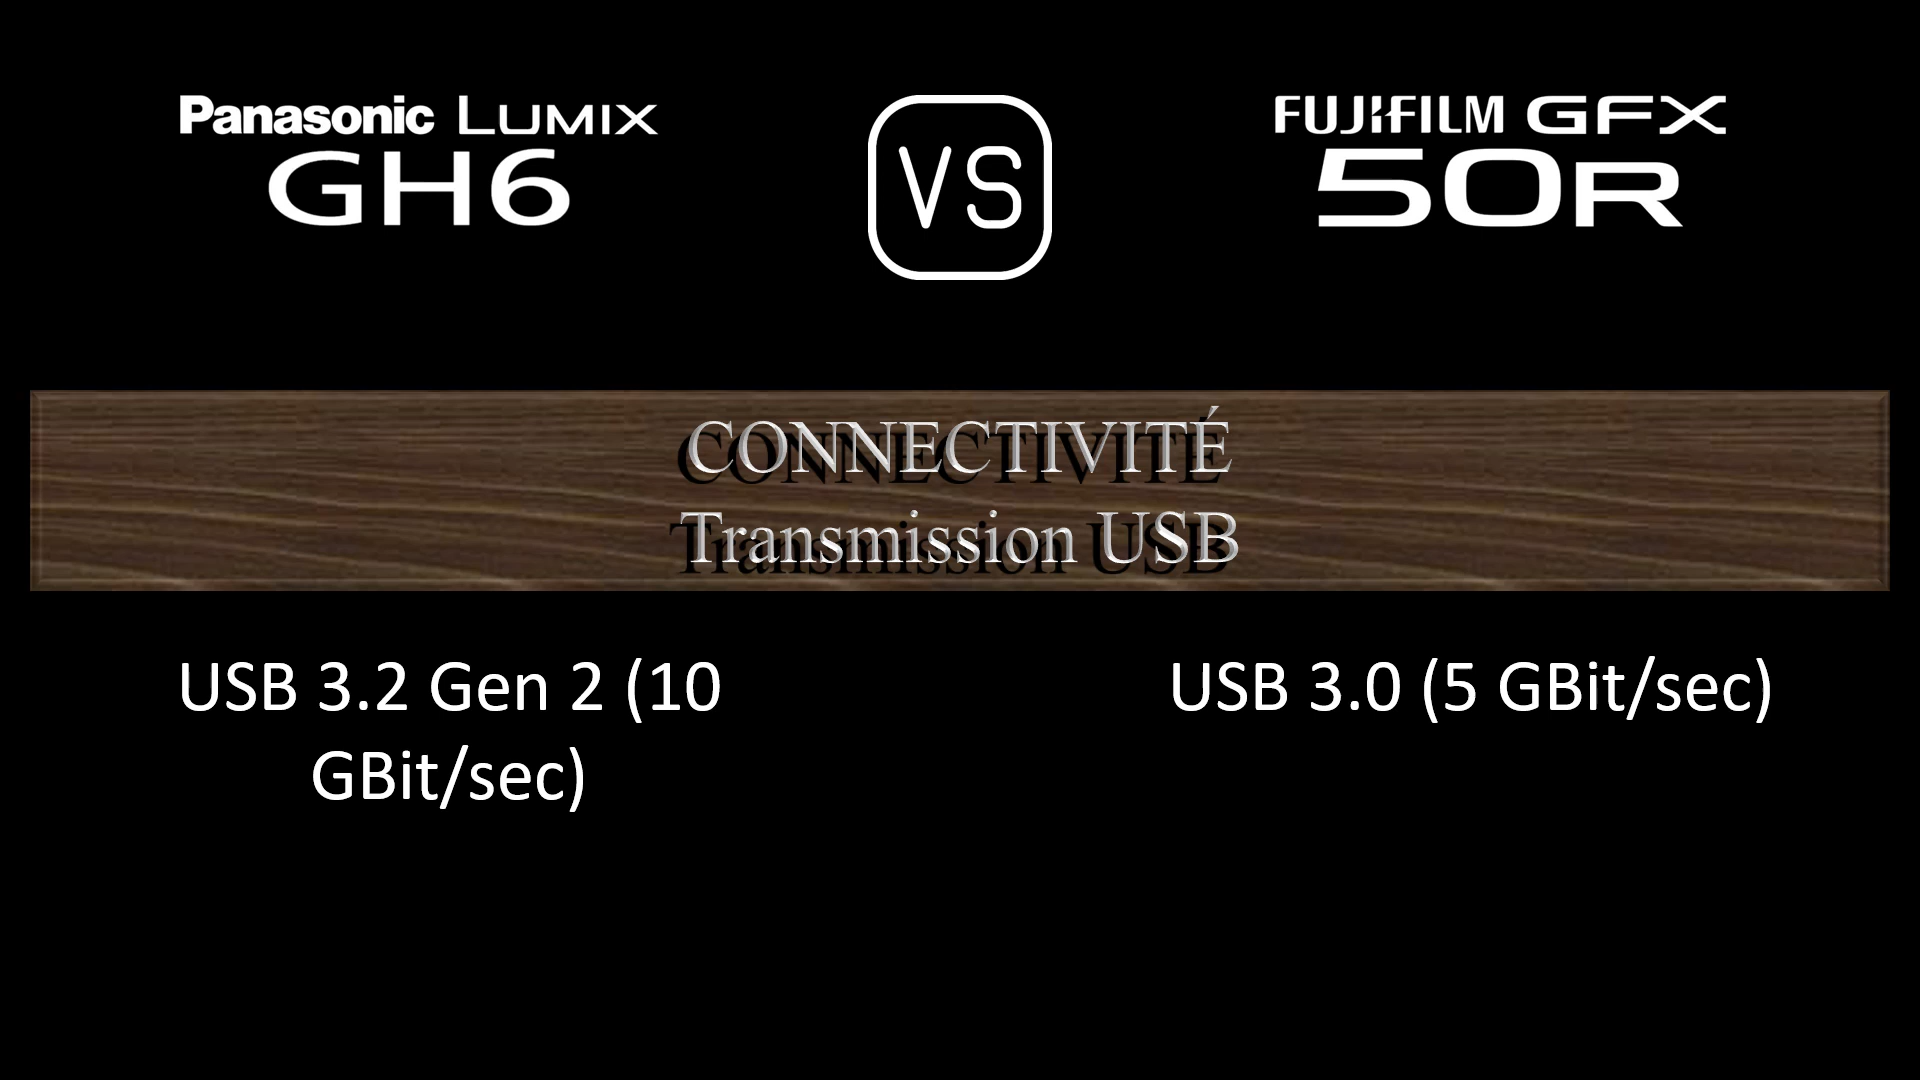 Panasonic LUMIX
GH6
VS
FUJIFILM GFX
50R
CONNECTIVITÉ
Transmission USB
USB 3.2 Gen 2 (10
GBit/sec)
USB 3.0 (5 GBit/sec)